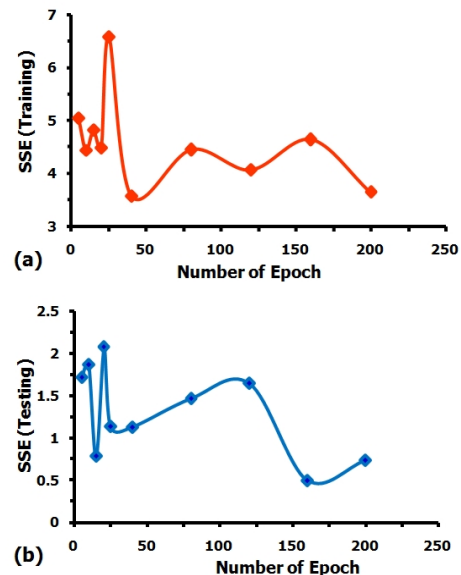 7
6
5
4
3
SSE (Training)
0 50 100 150 200 250
(a)
Number of Epoch
2.5
2
1.5
1
0.5
0
SSE (Testing)
0 50 100 150 200 250
(b)
Number of Epoch